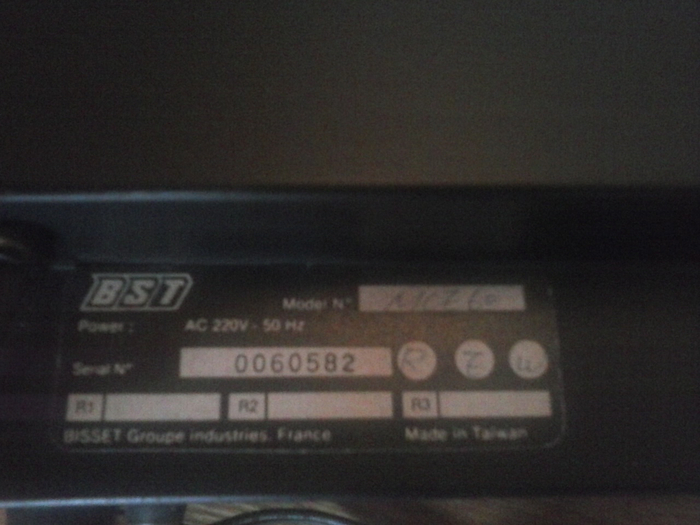 BST
Model N°
Power : AC 220V - 50 Hz
Serial N° 0060582 R
R1 R2 R3
BISSET Groupe industries. France Made in Taiwan